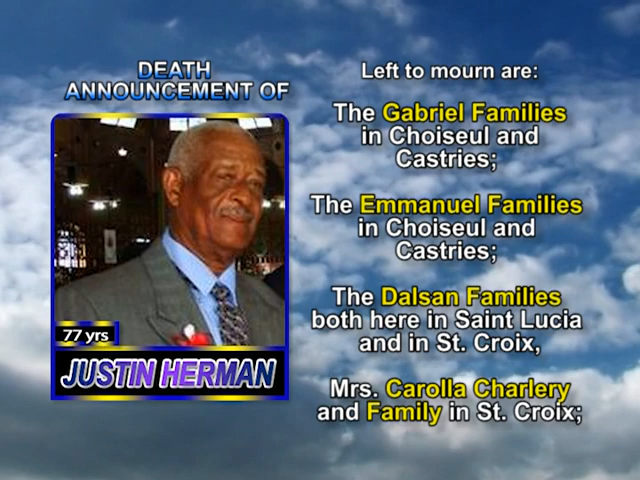 DEATH
ANNOUNCEMENT OF
77 yrs
JUSTIN HERMAN
Left to mourn are:
The Gabriel Families
in Choiseul and
Castries;
The Emmanuel Families
in Choiseul and
Castries;
The Dalsan Families
both here in Saint Lucia
and in St. Croix,
Mrs. Carolla Charlery
and Family in St. Croix;